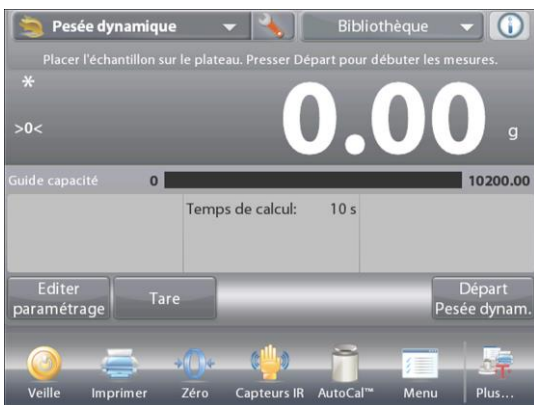 Pesée dynamique Bibliothèque
Placer l'échantillon sur le plateau. Presser Départ pour débuter les mesures.
*
>0<
0.00 g
Guide capacité 0 10200.00
Temps de calcul: 10 s
Editer
paramétrage
Tare
Départ
Pesée dynam.
Veille Imprimer Zéro Capteurs IR AutoCal™ Menu Plus...